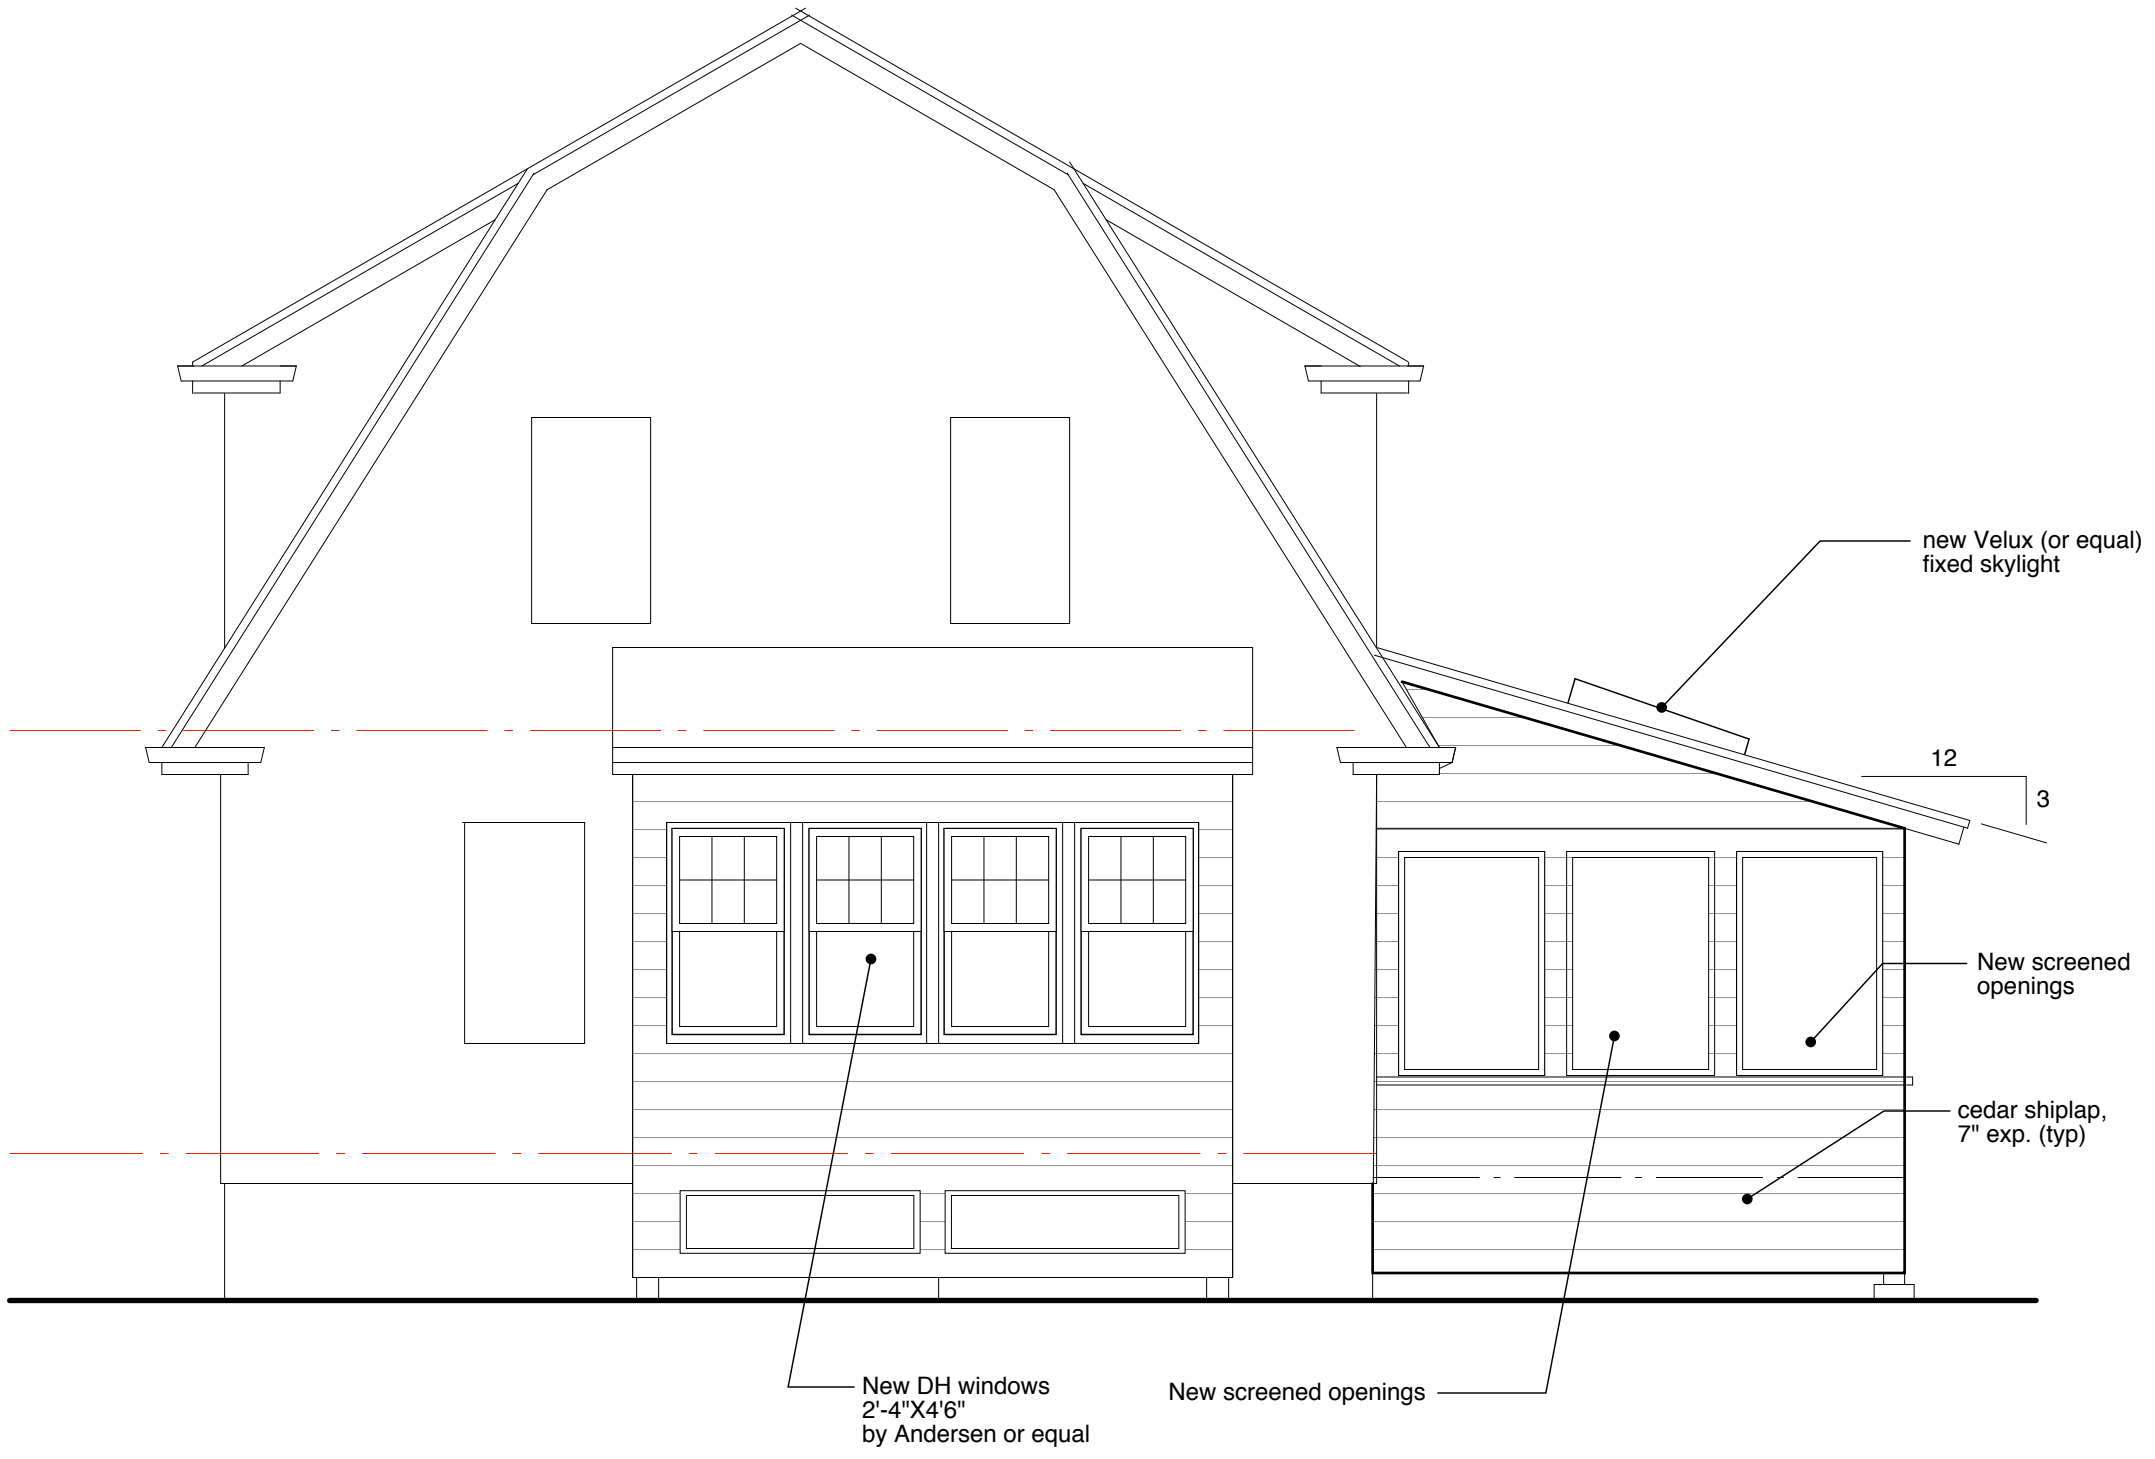 new Velux (or equal)
fixed skylight
12
3
New screened
openings
cedar shiplap,
7" exp. (typ)
New DH windows
2'-4"X4'6"
by Andersen or equal
New screened openings